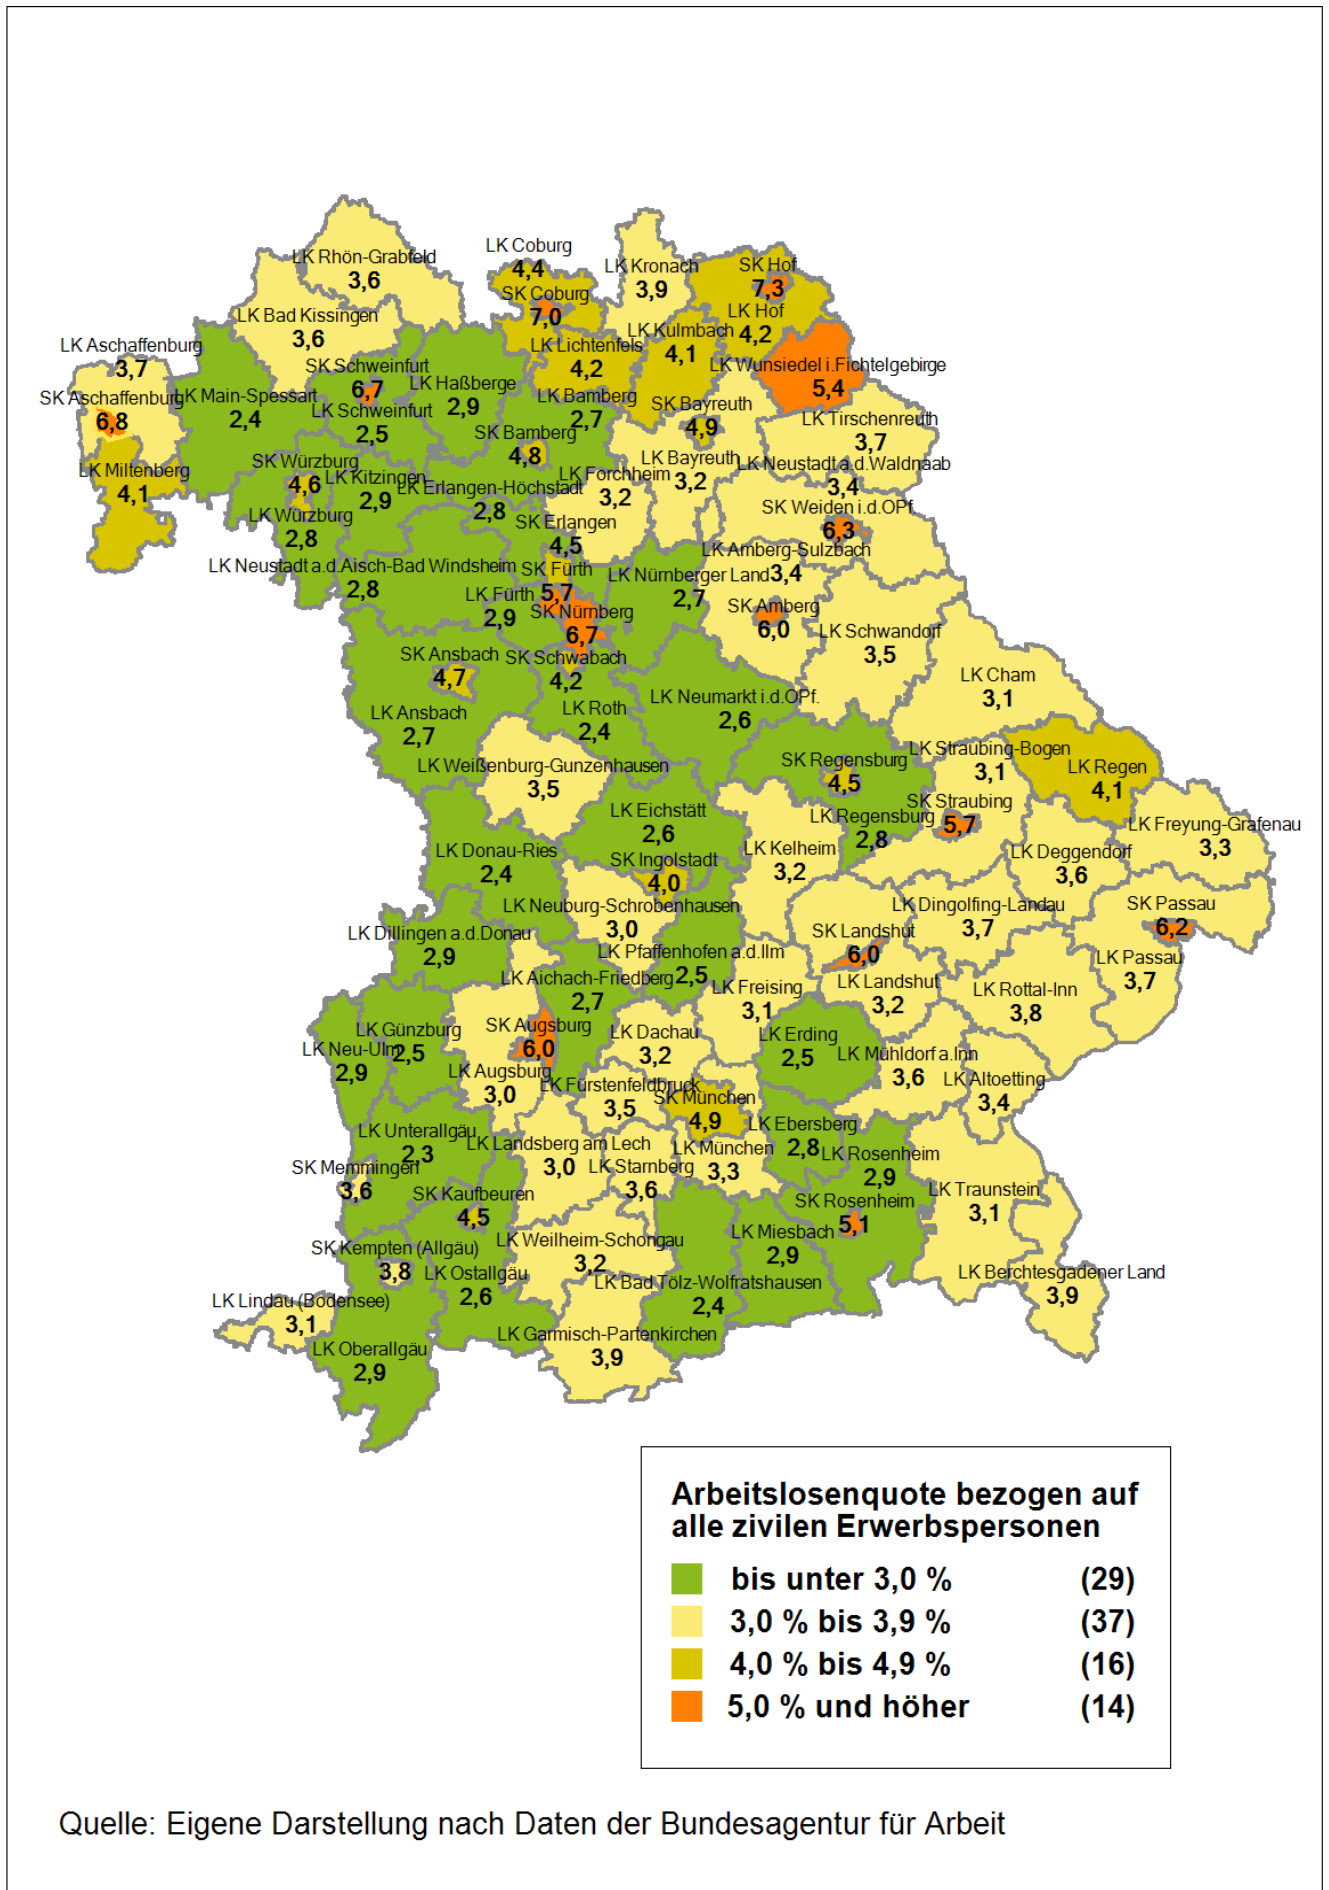 LK Rhön-Grabfeld
3,6
LK Coburg
4,4
SK Coburg
7,0
LK Kronach
3,9
SK Hof
7,3
LK Hof
4,2
LK Bad Kissingen
3,6
LK Aschaffenburg
3,7
SK Aschaffenburg
6,8
LK Main-Spessart
2,4
SK Schweinfurt
6,7
LK Schweinfurt
2,5
LK Haßberge
2,9
LK Lichtenfels
4,2
LK Kulmbach
4,1
LK Wunsiedel i.Fichtelgebirge
5,4
LK Bamberg
2,7
SK Bamberg
4,8
SK Bayreuth
4,9
LK Bayreuth
3,2
LK Tirschenreuth
3,7
LK Miltenberg
4,1
SK Würzburg
4,6
LK Würzburg
2,8
LK Kitzingen
2,9
LK Erlangen-Höchstadt
2,8
LK Forchheim
3,2
LK Neustadt a.d.Waldnaab
3,4
SK Weiden i.d.OPf.
6,3
SK Erlangen
4,5
LK Neustadt a.d.Aisch-Bad Windsheim
2,8
SK Fürth
5,7
LK Fürth
2,9
SK Nürnberg
6,7
LK Nürnberger Land
2,7
LK Amberg-Sulzbach
3,4
SK Amberg
6,0
LK Schwandorf
3,5
SK Ansbach
4,7
SK Schwabach
4,2
LK Ansbach
2,7
LK Roth
2,4
LK Neumarkt i.d.OPf.
2,6
LK Cham
3,1
LK Weißenburg-Gunzenhausen
3,5
SK Regensburg
4,5
LK Regensburg
2,8
LK Straubing-Bogen
3,1
SK Straubing
5,7
LK Regen
4,1
LK Freyung-Grafenau
3,3
LK Eichstätt
2,6
SK Ingolstadt
4,0
LK Donau-Ries
2,4
LK Kelheim
3,2
LK Deggendorf
3,6
LK Neuburg-Schrobenhausen
3,0
LK Dingolfing-Landau
3,7
SK Passau
6,2
LK Passau
3,7
LK Dillingen a.d.Donau
2,9
LK Pfaffenhofen a.d.Ilm
2,5
SK Landshut
6,0
LK Landshut
3,2
LK Rottal-Inn
3,8
LK Aichach-Friedberg
2,7
LK Freising
3,1
LK Günzburg
2,5
LK Neu-Ulm
2,9
SK Augsburg
6,0
LK Augsburg
3,0
LK Dachau
3,2
LK Erding
2,5
LK Mühldorf a.Inn
3,6
LK Altoetting
3,4
LK Fürstenfeldbruck
3,5
SK München
4,9
LK München
3,3
LK Ebersberg
2,8
LK Unterallgäu
2,3
SK Memmingen
3,6
LK Landsberg am Lech
3,0
LK Starnberg
3,6
LK Rosenheim
2,9
SK Rosenheim
5,1
LK Traunstein
3,1
SK Kaufbeuren
4,5
LK Weilheim-Schongau
3,2
LK Miesbach
2,9
SK Kempten (Allgäu)
3,8
LK Ostallgäu
2,6
LK Bad Tölz-Wolfratshausen
2,4
LK Berchtesgadener Land
3,9
LK Lindau (Bodensee)
3,1
LK Oberallgäu
2,9
LK Garmisch-Partenkirchen
3,9
Arbeitslosenquote bezogen auf
alle zivilen Erwerbspersonen
bis unter 3,0 % (29)
3,0 % bis 3,9 % (37)
4,0 % bis 4,9 % (16)
5,0 % und höher (14)
Quelle: Eigene Darstellung nach Daten der Bundesagentur für Arbeit